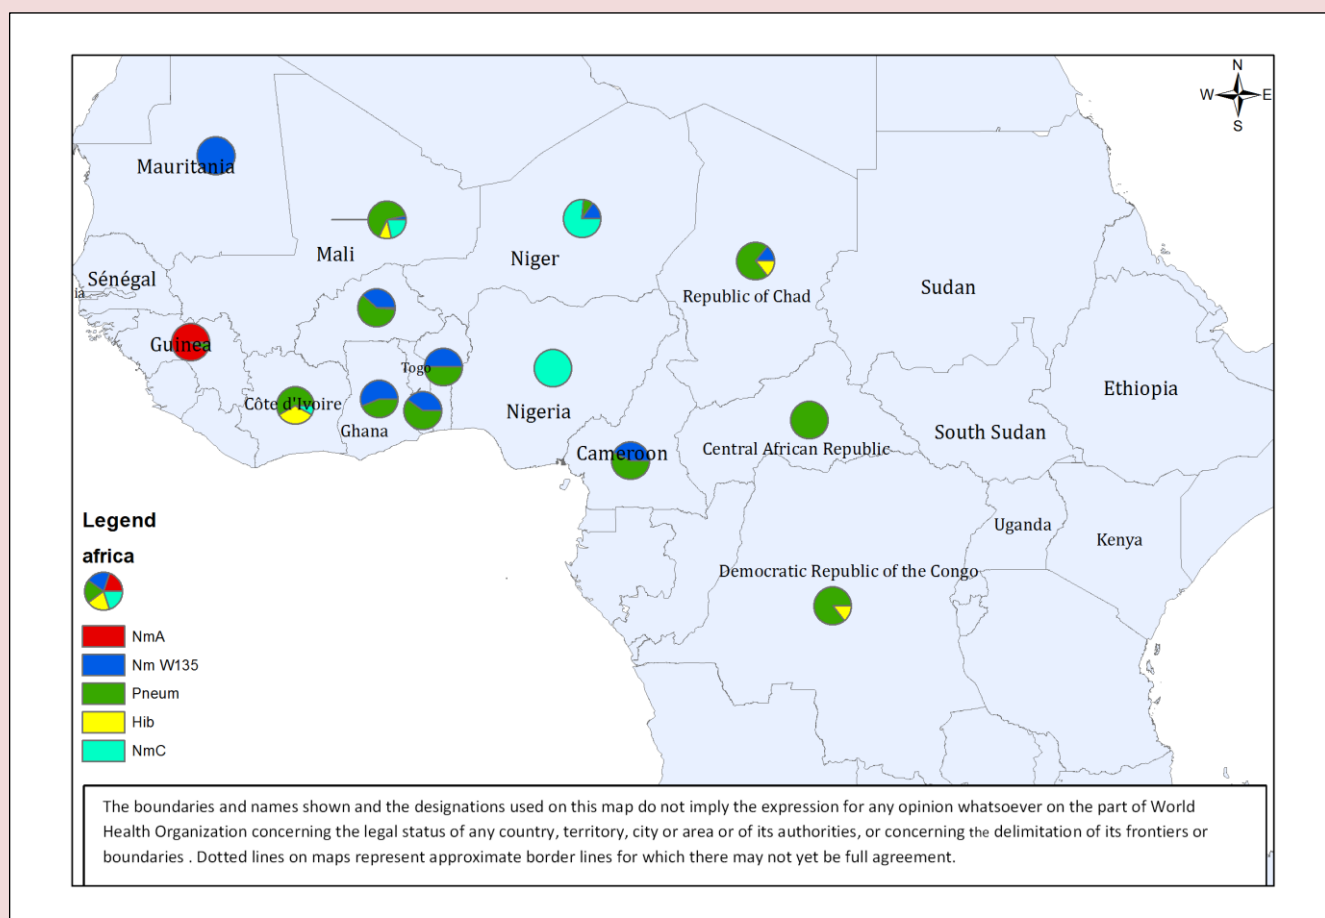 N
W E
S
Mauritania
Mali
Niger
Republic of Chad
Sudan
Sénégal
ia
Guinea
Togo
Côte d'Ivoire
Ghana
Nigeria
Ethiopia
Cameroon
Central African Republic
South Sudan
Uganda
Kenya
Democratic Republic of the Congo
Legend
africa
NmA
Nm W135
Pneum
Hib
NmC
The boundaries and names shown and the designations used on this map do not imply the expression for any opinion whatsoever on the part of World
Health Organization concerning the legal status of any country, territory, city or area or of its authorities, or concerning the delimitation of its frontiers or
boundaries . Dotted lines on maps represent approximate border lines for which there may not yet be full agreement.